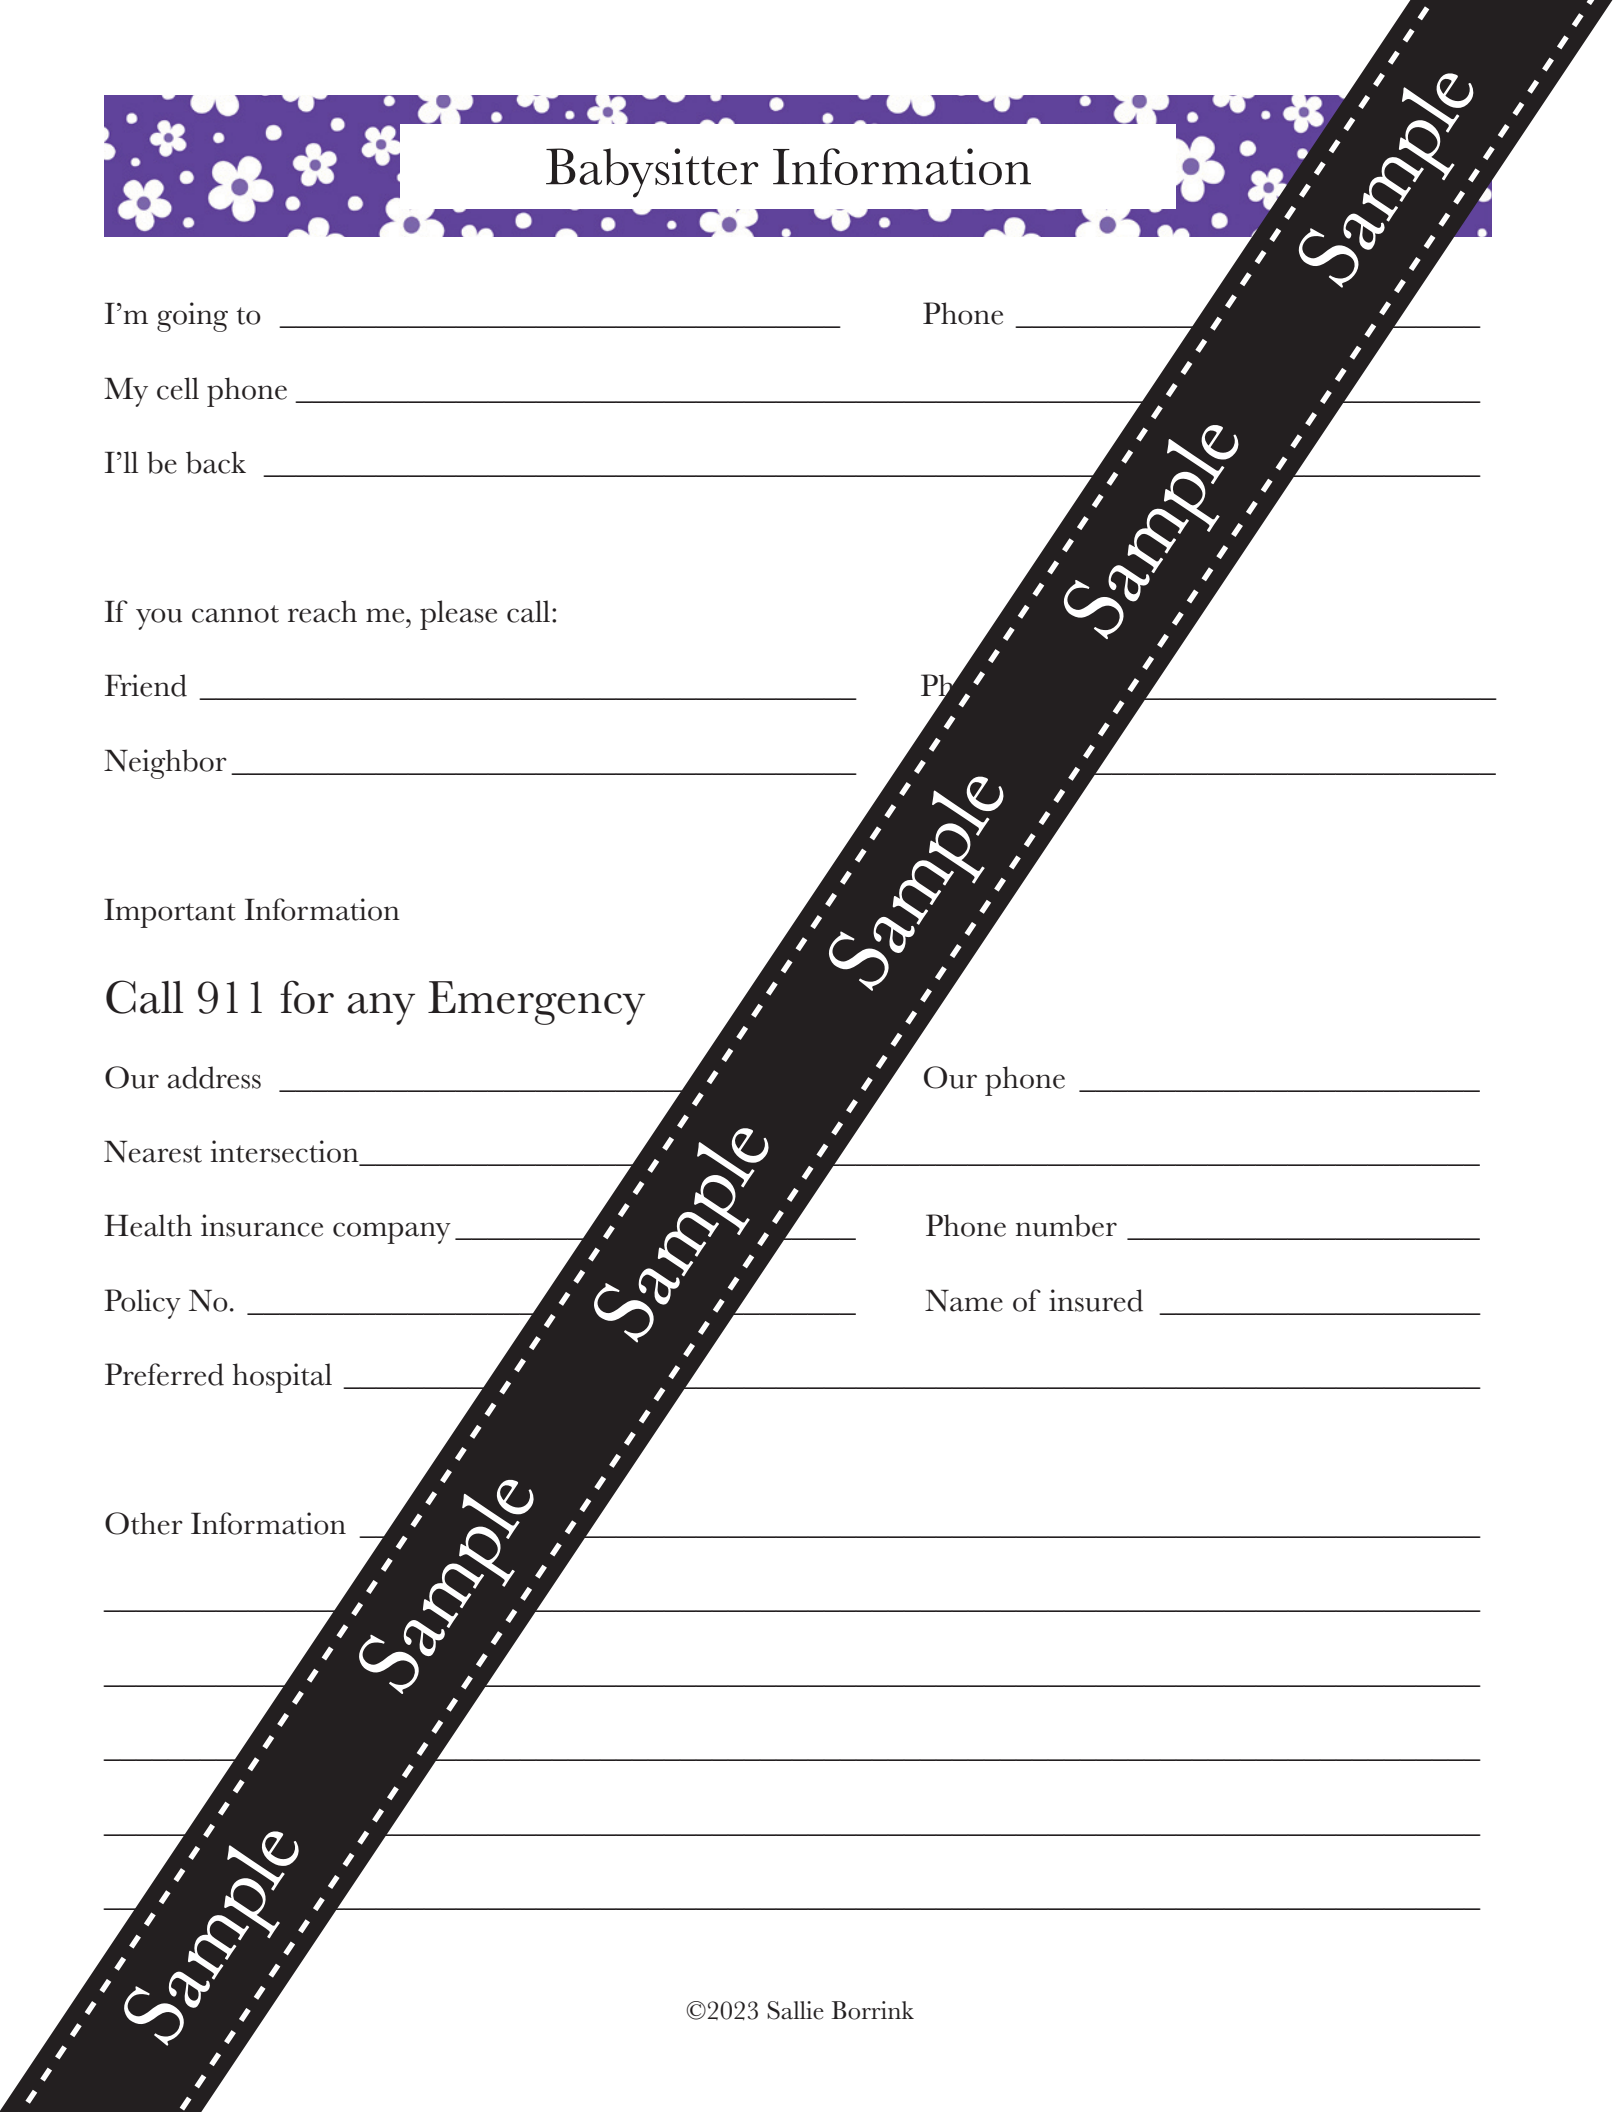 Babysitter Information
I'm going to Phone
My cell phone
I'll be back
If you cannot reach me, please call:
Friend Ph
Neighbor
Important Information
Call 911 for any Emergency
Our address Our phone
Nearest intersection
Health insurance company Phone number
Policy No. Name of insured
Preferred hospital
Other Information
©2023 Sallie Borrink
Sample
Sample
Sample
Sample
Sample
Sample